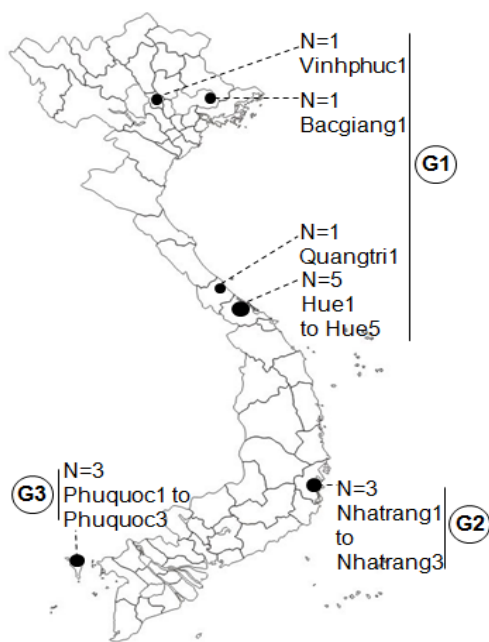 N=1
Vinhphuc1
N=1
Bacgiang1
G1
N=1
Quangtri1
N=5
Hue1
to Hue5
N=3
G3
Phuquoc1 to
Phuquoc3
N=3
Nhatrang1
G2
to
Nhatrang3